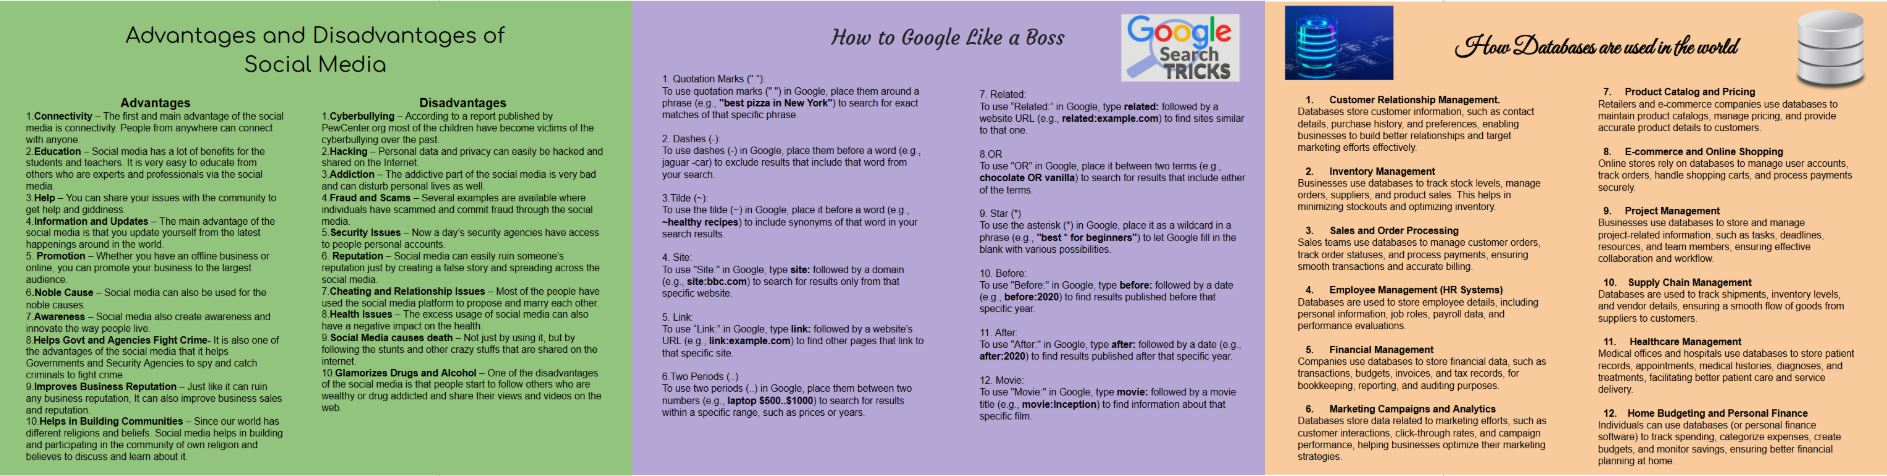 Advantages and Disadvantages of
Social Media
Advantages
1.Connectivity – The first and main advantage of the social
media is connectivity. People from anywhere can connect
with anyone.
2.Education – Social media has a lot of benefits for the
students and teachers. It is very easy to educate from
others who are experts and professionals via the social
media.
3.Help – You can share your issues with the community to
get help and giddiness.
4.Information and Updates – The main advantage of the
social media is that you update yourself from the latest
happenings around in the world.
5. Promotion – Whether you have an offline business or
online, you can promote your business to the largest
audience.
6.Noble Cause – Social media can also be used for the
noble causes.
7.Awareness – Social media also create awareness and
innovate the way people live.
8.Helps Govt and Agencies Fight Crime- It is also one of
the advantages of the social media that it helps
Governments and Security Agencies to spy and catch
criminals to fight crime.
9.Improves Business Reputation – Just like it can ruin
any business reputation, It can also improve business sales
and reputation.
10.Helps in Building Communities – Since our world has
different religions and beliefs. Social media helps in building
and participating in the community of own religion and
believes to discuss and learn about it.
Disadvantages
1.Cyberbullying – According to a report published by
PewCenter.org most of the children have become victims of the
cyberbullying over the past.
2.Hacking – Personal data and privacy can easily be hacked and
shared on the Internet.
3.Addiction – The addictive part of the social media is very bad
and can disturb personal lives as well.
4.Fraud and Scams – Several examples are available where
individuals have scammed and commit fraud through the social
media.
5.Security Issues – Now a day's security agencies have access
to people personal accounts.
6. Reputation – Social media can easily ruin someone's
reputation just by creating a false story and spreading across the
social media.
7.Cheating and Relationship Issues – Most of the people have
used the social media platform to propose and marry each other.
8.Health Issues – The excess usage of social media can also
have a negative impact on the health.
9.Social Media causes death – Not just by using it, but by
following the stunts and other crazy stuffs that are shared on the
internet.
10.Glamorizes Drugs and Alcohol – One of the disadvantages
of the social media is that people start to follow others who are
wealthy or drug addicted and share their views and videos on the
web.
How to Google Like a Boss
Google
Search
TRICKS
1. Quotation Marks (" "):
To use quotation marks (" ") in Google, place them around a
phrase (e.g., "best pizza in New York") to search for exact
matches of that specific phrase.
2. Dashes (-):
To use dashes (-) in Google, place them before a word (e.g.,
jaguar -car) to exclude results that include that word from
your search.
3.Tilde (~):
To use the tilde (~) in Google, place it before a word (e.g.,
~healthy recipes) to include synonyms of that word in your
search results.
4. Site:
To use "Site:" in Google, type site: followed by a domain
(e.g., site:bbc.com) to search for results only from that
specific website.
5. Link:
To use "Link:" in Google, type link: followed by a website's
URL (e.g., link:example.com) to find other pages that link to
that specific site.
6.Two Periods (..)
To use two periods (..) in Google, place them between two
numbers (e.g., laptop $500..$1000) to search for results
within a specific range, such as prices or years.
7. Related:
To use "Related:" in Google, type related: followed by a
website URL (e.g., related:example.com) to find sites similar
to that one.
8.OR
To use "OR" in Google, place it between two terms (e.g.,
chocolate OR vanilla) to search for results that include either
of the terms.
9. Star (*)
To use the asterisk (*) in Google, place it as a wildcard in a
phrase (e.g., "best * for beginners") to let Google fill in the
blank with various possibilities.
10. Before:
To use "Before:" in Google, type before: followed by a date
(e.g., before:2020) to find results published before that
specific year.
11. After:
To use "After:" in Google, type after: followed by a date (e.g.,
after:2020) to find results published after that specific year.
12. Movie:
To use "Movie:" in Google, type movie: followed by a movie
title (e.g., movie:Inception) to find information about that
specific film.
How Databases are used in the world
1. Customer Relationship Management.
Databases store customer information, such as contact
details, purchase history, and preferences, enabling
businesses to build better relationships and target
marketing efforts effectively.
2. Inventory Management
Businesses use databases to track stock levels, manage
orders, suppliers, and product sales. This helps in
minimizing stockouts and optimizing inventory.
3. Sales and Order Processing
Sales teams use databases to manage customer orders,
track order statuses, and process payments, ensuring
smooth transactions and accurate billing.
4. Employee Management (HR Systems)
Databases are used to store employee details, including
personal information, job roles, payroll data, and
performance evaluations.
5. Financial Management
Companies use databases to store financial data, such as
transactions, budgets, invoices, and tax records, for
bookkeeping, reporting, and auditing purposes.
6. Marketing Campaigns and Analytics
Databases store data related to marketing efforts, such as
customer interactions, click-through rates, and campaign
performance, helping businesses optimize their marketing
strategies.
7. Product Catalog and Pricing
Retailers and e-commerce companies use databases to
maintain product catalogs, manage pricing, and provide
accurate product details to customers.
8. E-commerce and Online Shopping
Online stores rely on databases to manage user accounts,
track orders, handle shopping carts, and process payments
securely.
9. Project Management
Businesses use databases to store and manage
project-related information, such as tasks, deadlines,
resources, and team members, ensuring effective
collaboration and workflow.
10. Supply Chain Management
Databases are used to track shipments, inventory levels,
and vendor details, ensuring a smooth flow of goods from
suppliers to customers.
11. Healthcare Management
Medical offices and hospitals use databases to store patient
records, appointments, medical histories, diagnoses, and
treatments, facilitating better patient care and service
delivery.
12. Home Budgeting and Personal Finance
Individuals can use databases (or personal finance
software) to track spending, categorize expenses, create
budgets, and monitor savings, ensuring better financial
planning at home.